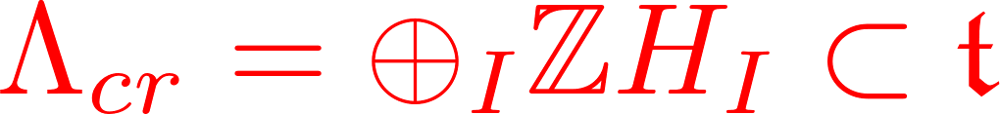 Λ_{cr} = ⊕_I ℤH_I ⊂ 𝔱